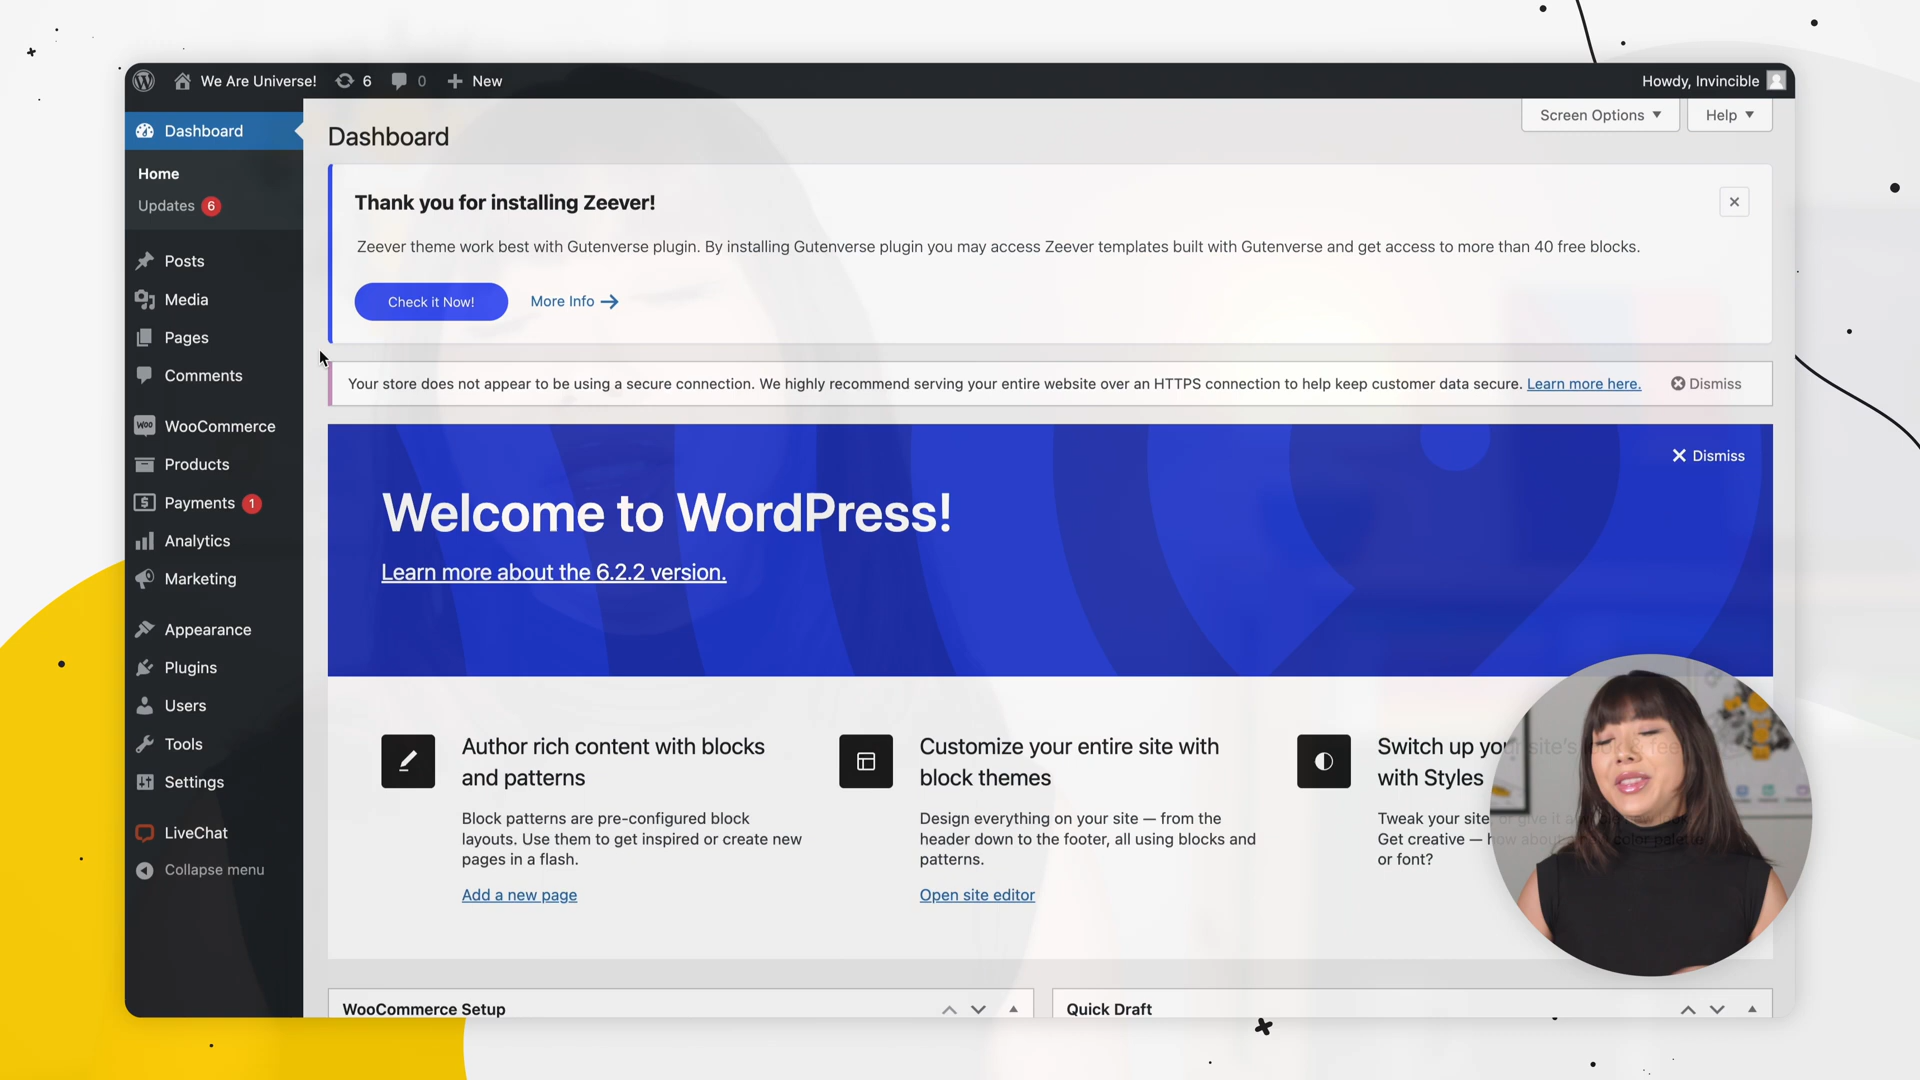 We Are Universe! 6 0 + New
Howdy, Invincible
Screen Options ▼ Help ▼
Dashboard
Home
Updates 6
Posts
Media
Pages
Comments
WooCommerce
Products
Payments 1
Analytics
Marketing
Appearance
Plugins
Users
Tools
Settings
LiveChat
Collapse menu
Dashboard
Thank you for installing Zeever!
Zeever theme work best with Gutenverse plugin. By installing Gutenverse plugin you may access Zeever templates built with Gutenverse and get access to more than 40 free blocks.
Check it Now! More Info →
Your store does not appear to be using a secure connection. We highly recommend serving your entire website over an HTTPS connection to help keep customer data secure. Learn more here. Dismiss
Dismiss
Welcome to WordPress!
Learn more about the 6.2.2 version.
Author rich content with blocks
and patterns
Block patterns are pre-configured block
layouts. Use them to get inspired or create new
pages in a flash.
Add a new page
Customize your entire site with
block themes
Design everything on your site — from the
header down to the footer, all using blocks and
patterns.
Open site editor
Switch up your site's
with Styles
Tweak your site, or give it a
Get creative — how about a color palette
or font?
WooCommerce Setup
Quick Draft